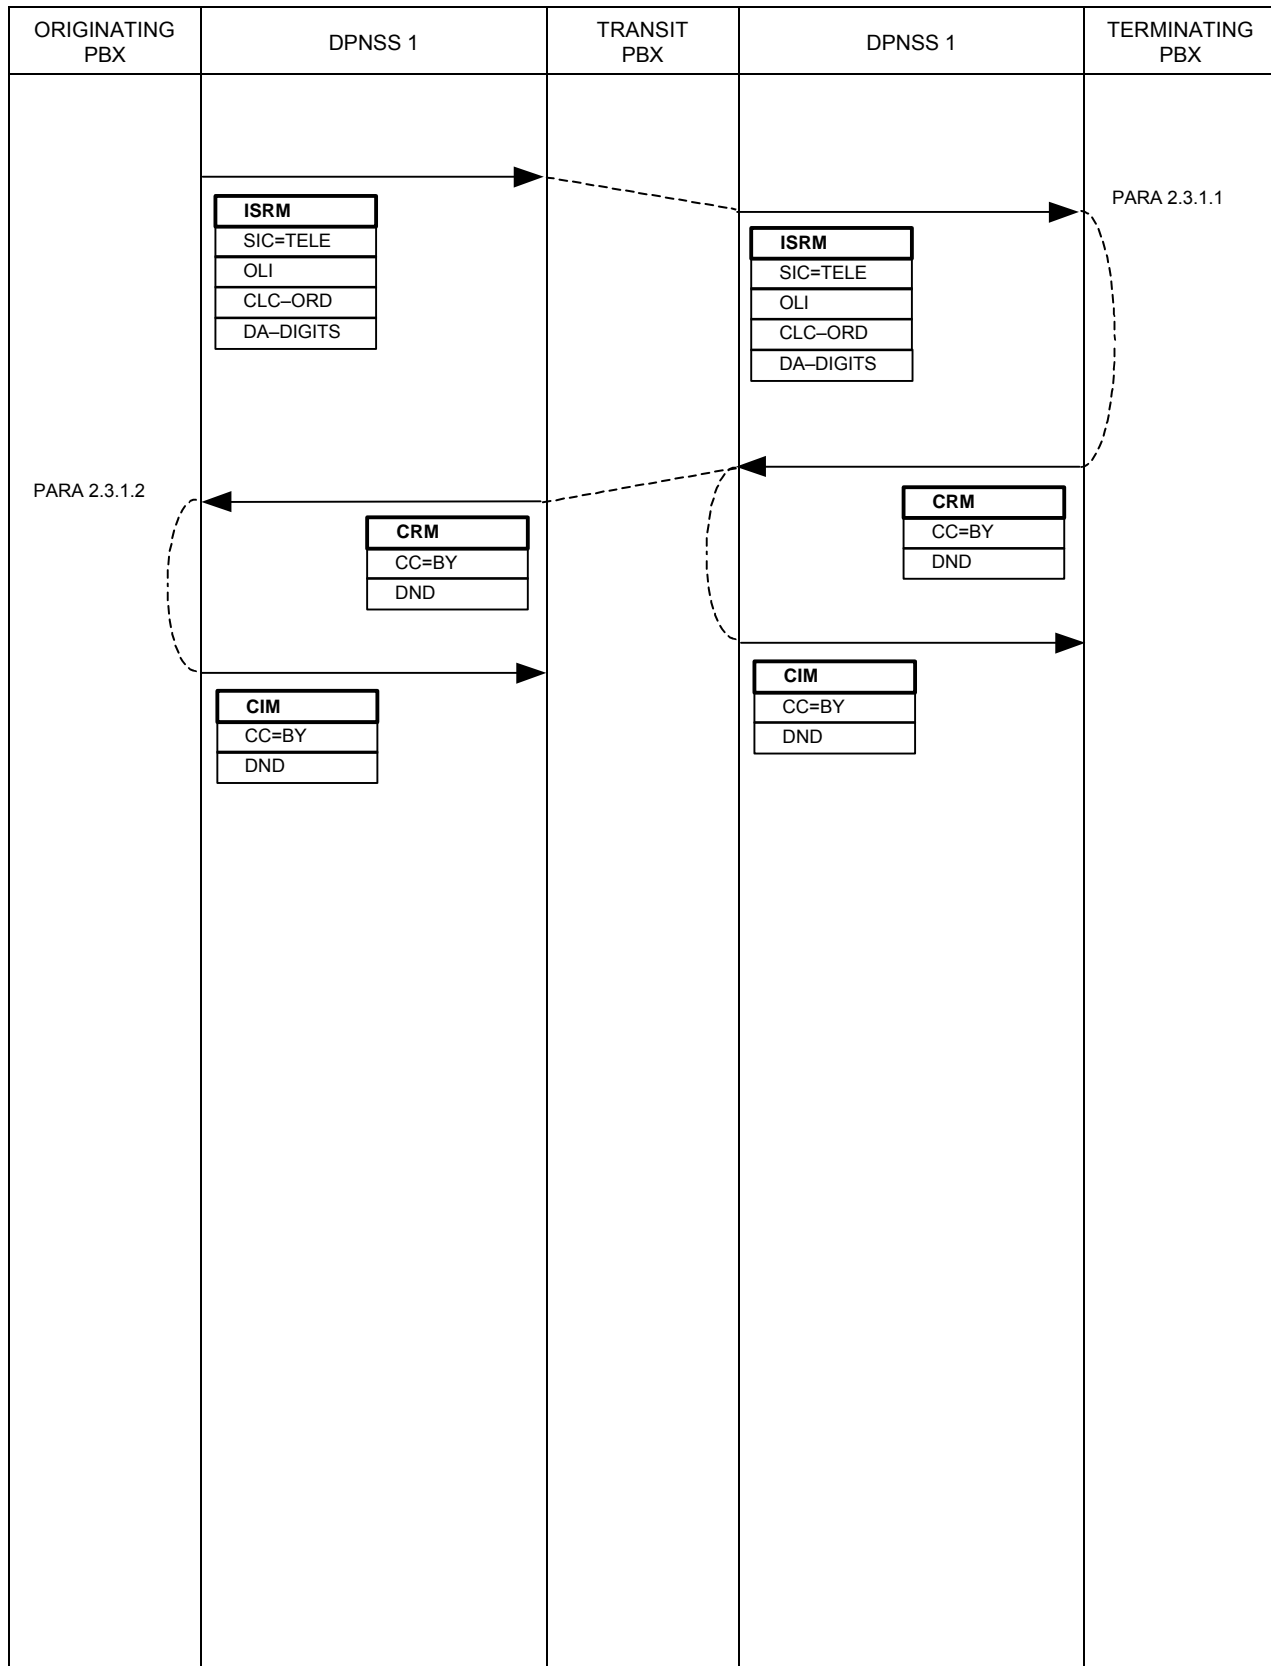 ORIGINATING
PBX
DPNSS 1
TRANSIT
PBX
DPNSS 1
TERMINATING
PBX
PARA 2.3.1.1
ISRM
SIC=TELE
OLI
CLC–ORD
DA–DIGITS
ISRM
SIC=TELE
OLI
CLC–ORD
DA–DIGITS
PARA 2.3.1.2
CRM
CC=BY
DND
CRM
CC=BY
DND
CIM
CC=BY
DND
CIM
CC=BY
DND